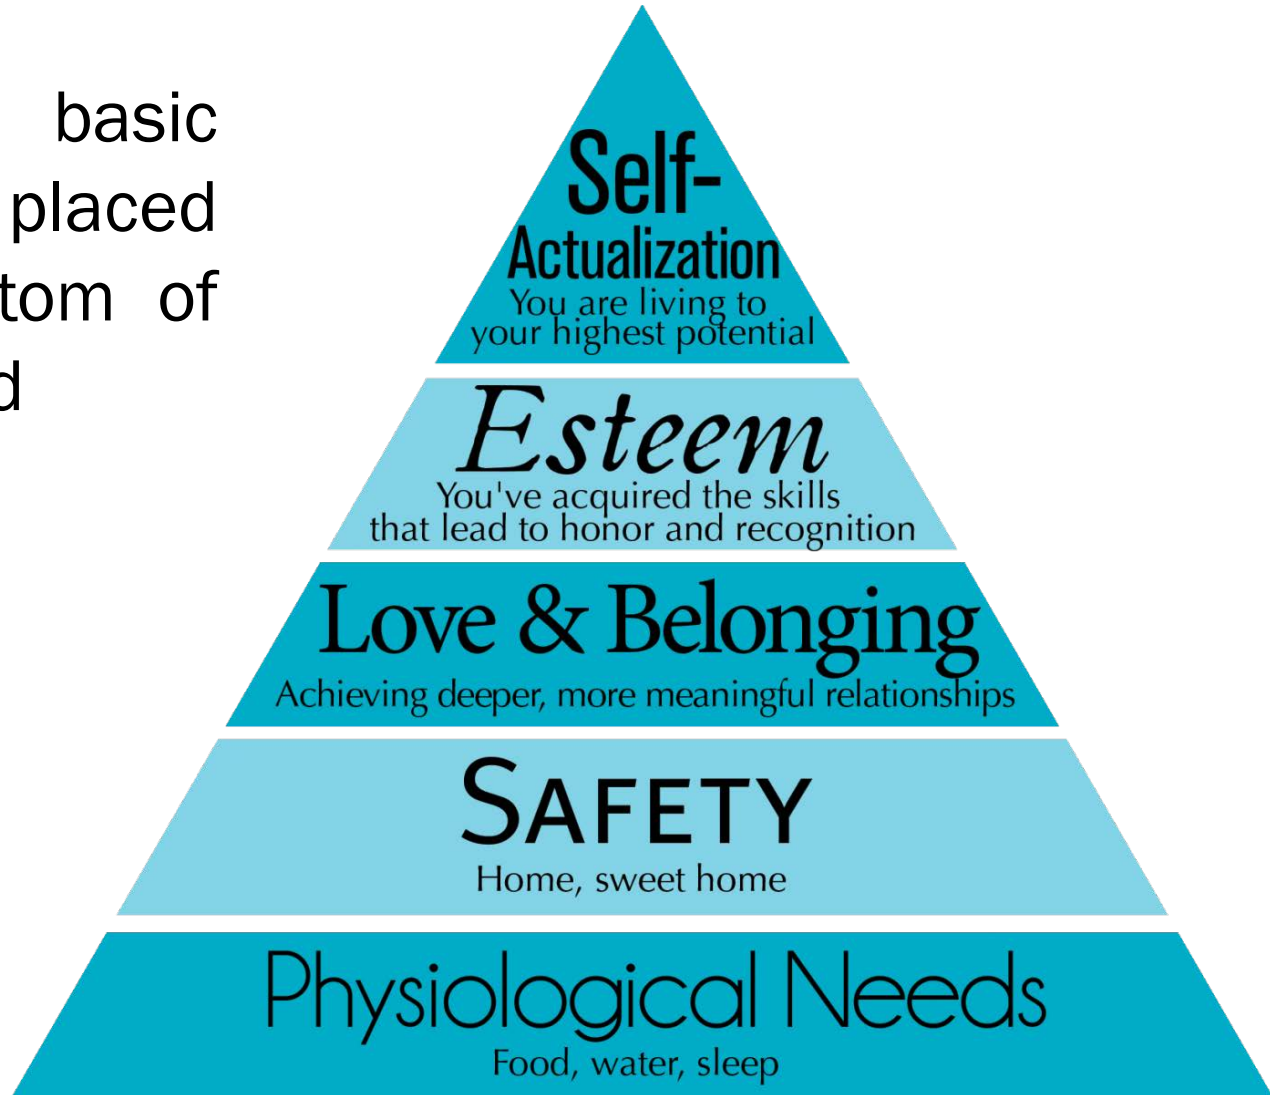 basic
placed
tom of
d
Self-
Actualization
You are living to
your highest potential
Esteem
You've acquired the skills
that lead to honor and recognition
Love & Belonging
Achieving deeper, more meaningful relationships
SAFETY
Home, sweet home
Physiological Needs
Food, water, sleep